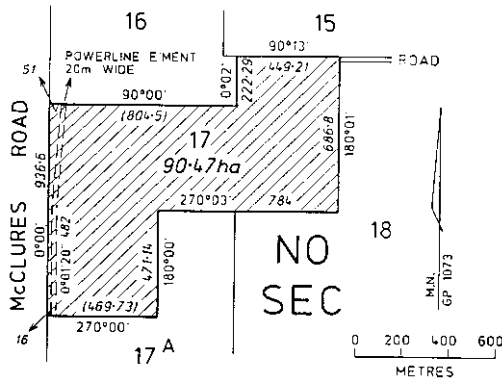 16
15
POWERLINE E'MENT
20m WIDE
51
90°13'
(449·21)
ROAD
0°02'
222·29
90°00'
(804·5)
McCLURES ROAD
936·6
17
90·47ha
686·8
180°01'
270°03'
784
0°00'
0°01'20"
482
471·14
180°00'
NO
SEC
18
M.N.
GP 1073
(469·73)
16
270°00'
17A
0 200 400 600
METRES